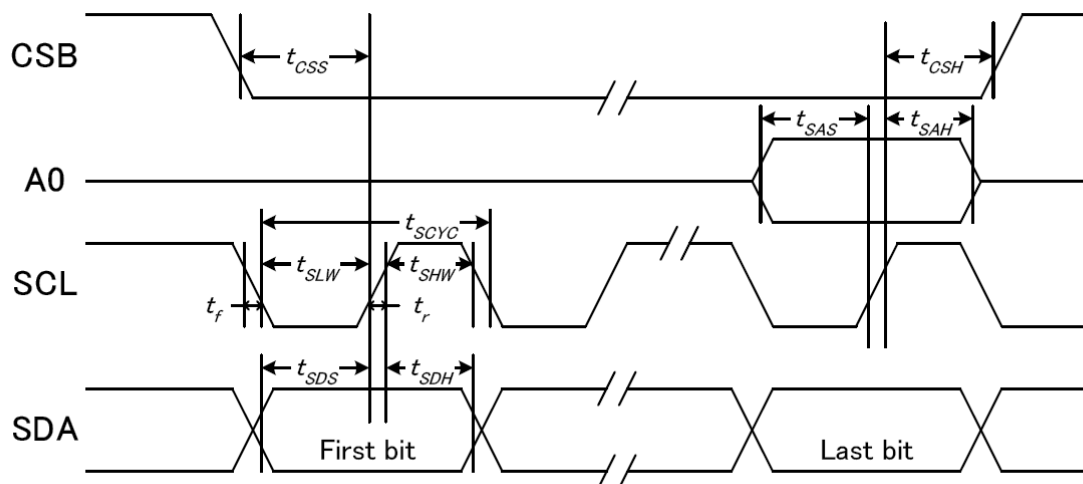 CSB
tCSS
tCSH
tSAS
tSAH
A0
tSCYC
SCL
tSLW
tSHW
tf
tr
tSDS
tSDH
SDA
First bit
Last bit